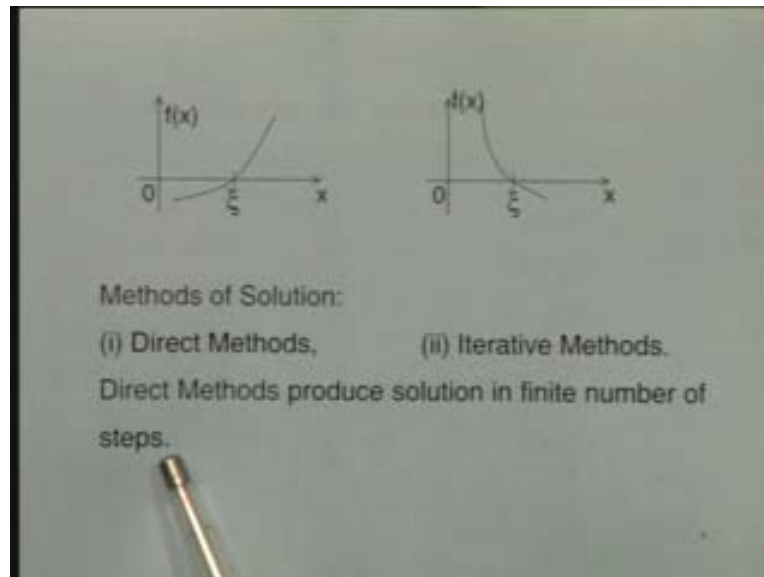 f(x) f(x)
0 ξ x 0 ξ x
Methods of Solution:
(i) Direct Methods, (ii) Iterative Methods.
Direct Methods produce solution in finite number of
steps.